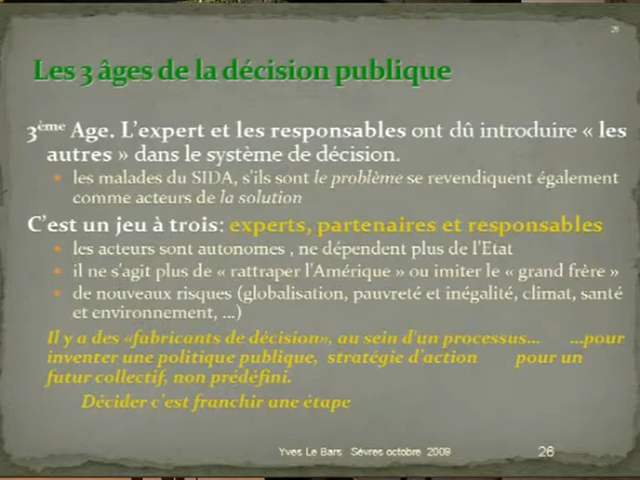 26
Les 3 âges de la décision publique
3ème Age. L'expert et les responsables ont dû introduire « les
autres » dans le système de décision.
• les malades du SIDA, s'ils sont le problème se revendiquent également
comme acteurs de la solution
C'est un jeu à trois: experts, partenaires et responsables
• les acteurs sont autonomes , ne dépendent plus de l'Etat
• il ne s'agit plus de « rattraper l'Amérique » ou imiter le « grand frère »
• de nouveaux risques (globalisation, pauvreté et inégalité, climat, santé
et environnement, ...)
Il y a des «fabricants de décision», au sein d'un processus... ...pour
inventer une politique publique, stratégie d'action pour un
futur collectif, non prédéfini.
Décider c'est franchir une étape
Yves Le Bars Sèvres octobre 2009 26